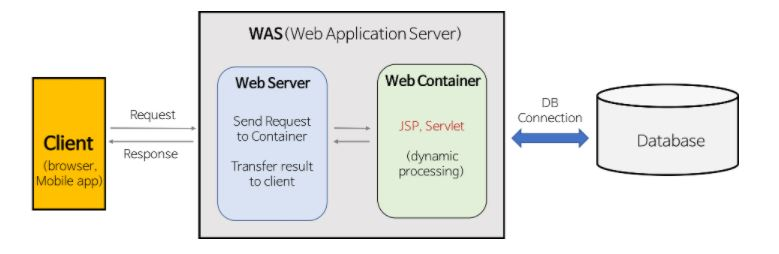 WAS(Web Application Server)
Web Server
Send Request
to Container
Transfer result
to client
Web Container
JSP, Servlet
(dynamic
processing)
Client
(browser,
Mobile app)
Request
Response
DB
Connection
Database